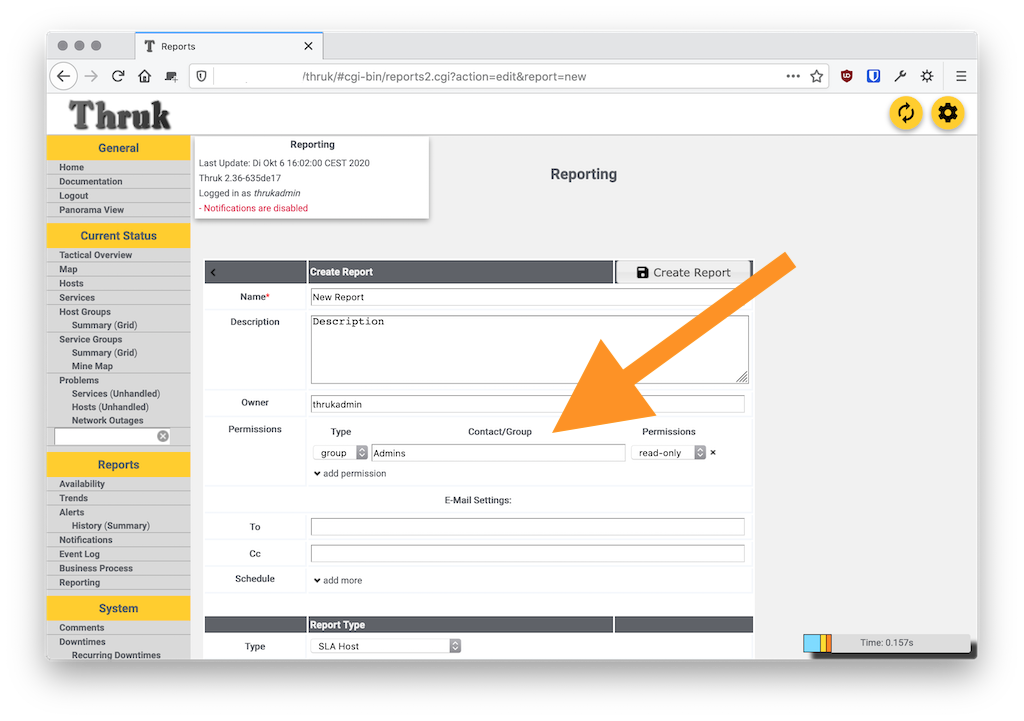 Reports
/thruk/#cgi-bin/reports2.cgi?action=edit&report=new
Thruk
General
Home
Documentation
Logout
Panorama View
Current Status
Tactical Overview
Map
Hosts
Services
Host Groups
Summary (Grid)
Service Groups
Summary (Grid)
Mine Map
Problems
Services (Unhandled)
Hosts (Unhandled)
Network Outages
Reports
Availability
Trends
Alerts
History (Summary)
Notifications
Event Log
Business Process
Reporting
System
Comments
Downtimes
Recurring Downtimes
Reporting
Last Update: Di Okt 6 16:02:00 CEST 2020
Thruk 2.36-635de17
Logged in as thrukadmin
- Notifications are disabled
Reporting
Create Report
Create Report
Name*
New Report
Description
Description
Owner
thrukadmin
Permissions
Type Contact/Group Permissions
group Admins read-only ×
add permission
E-Mail Settings:
To
Cc
Schedule
add more
Report Type
Type
SLA Host
Time: 0.157s